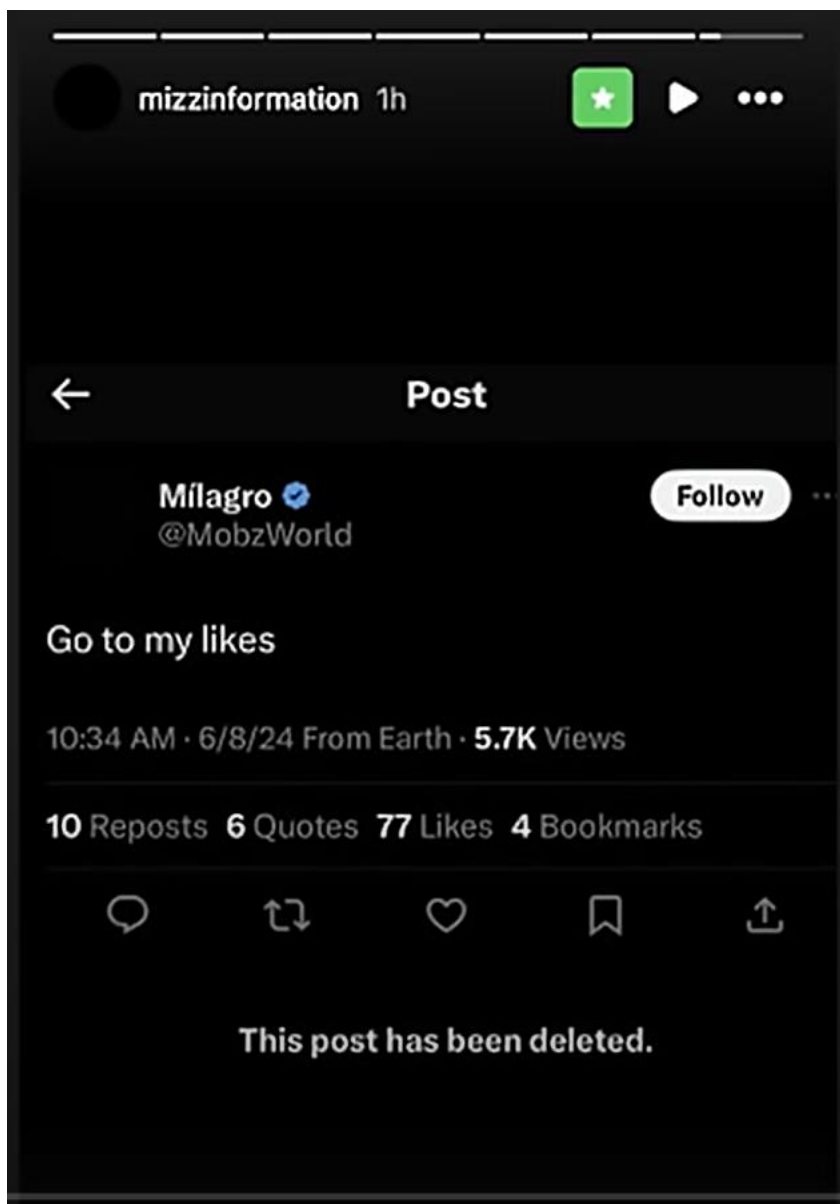 mizzinformation 1h
Post
Mílagro
Follow
@MobzWorld
Go to my likes
10:34 AM · 6/8/24 From Earth · 5.7K Views
10 Reposts 6 Quotes 77 Likes 4 Bookmarks
This post has been deleted.